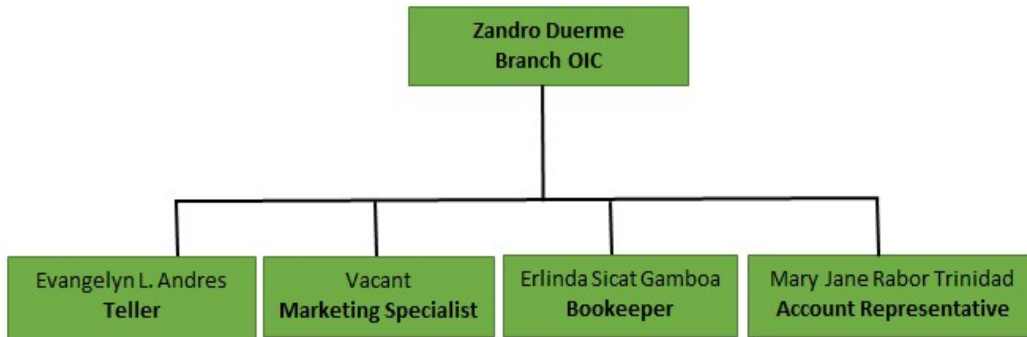 Zandro Duerme
Branch OIC
Evangelyn L. Andres
Teller
Vacant
Marketing Specialist
Erlinda Sicat Gamboa
Bookeeper
Mary Jane Rabor Trinidad
Account Representative